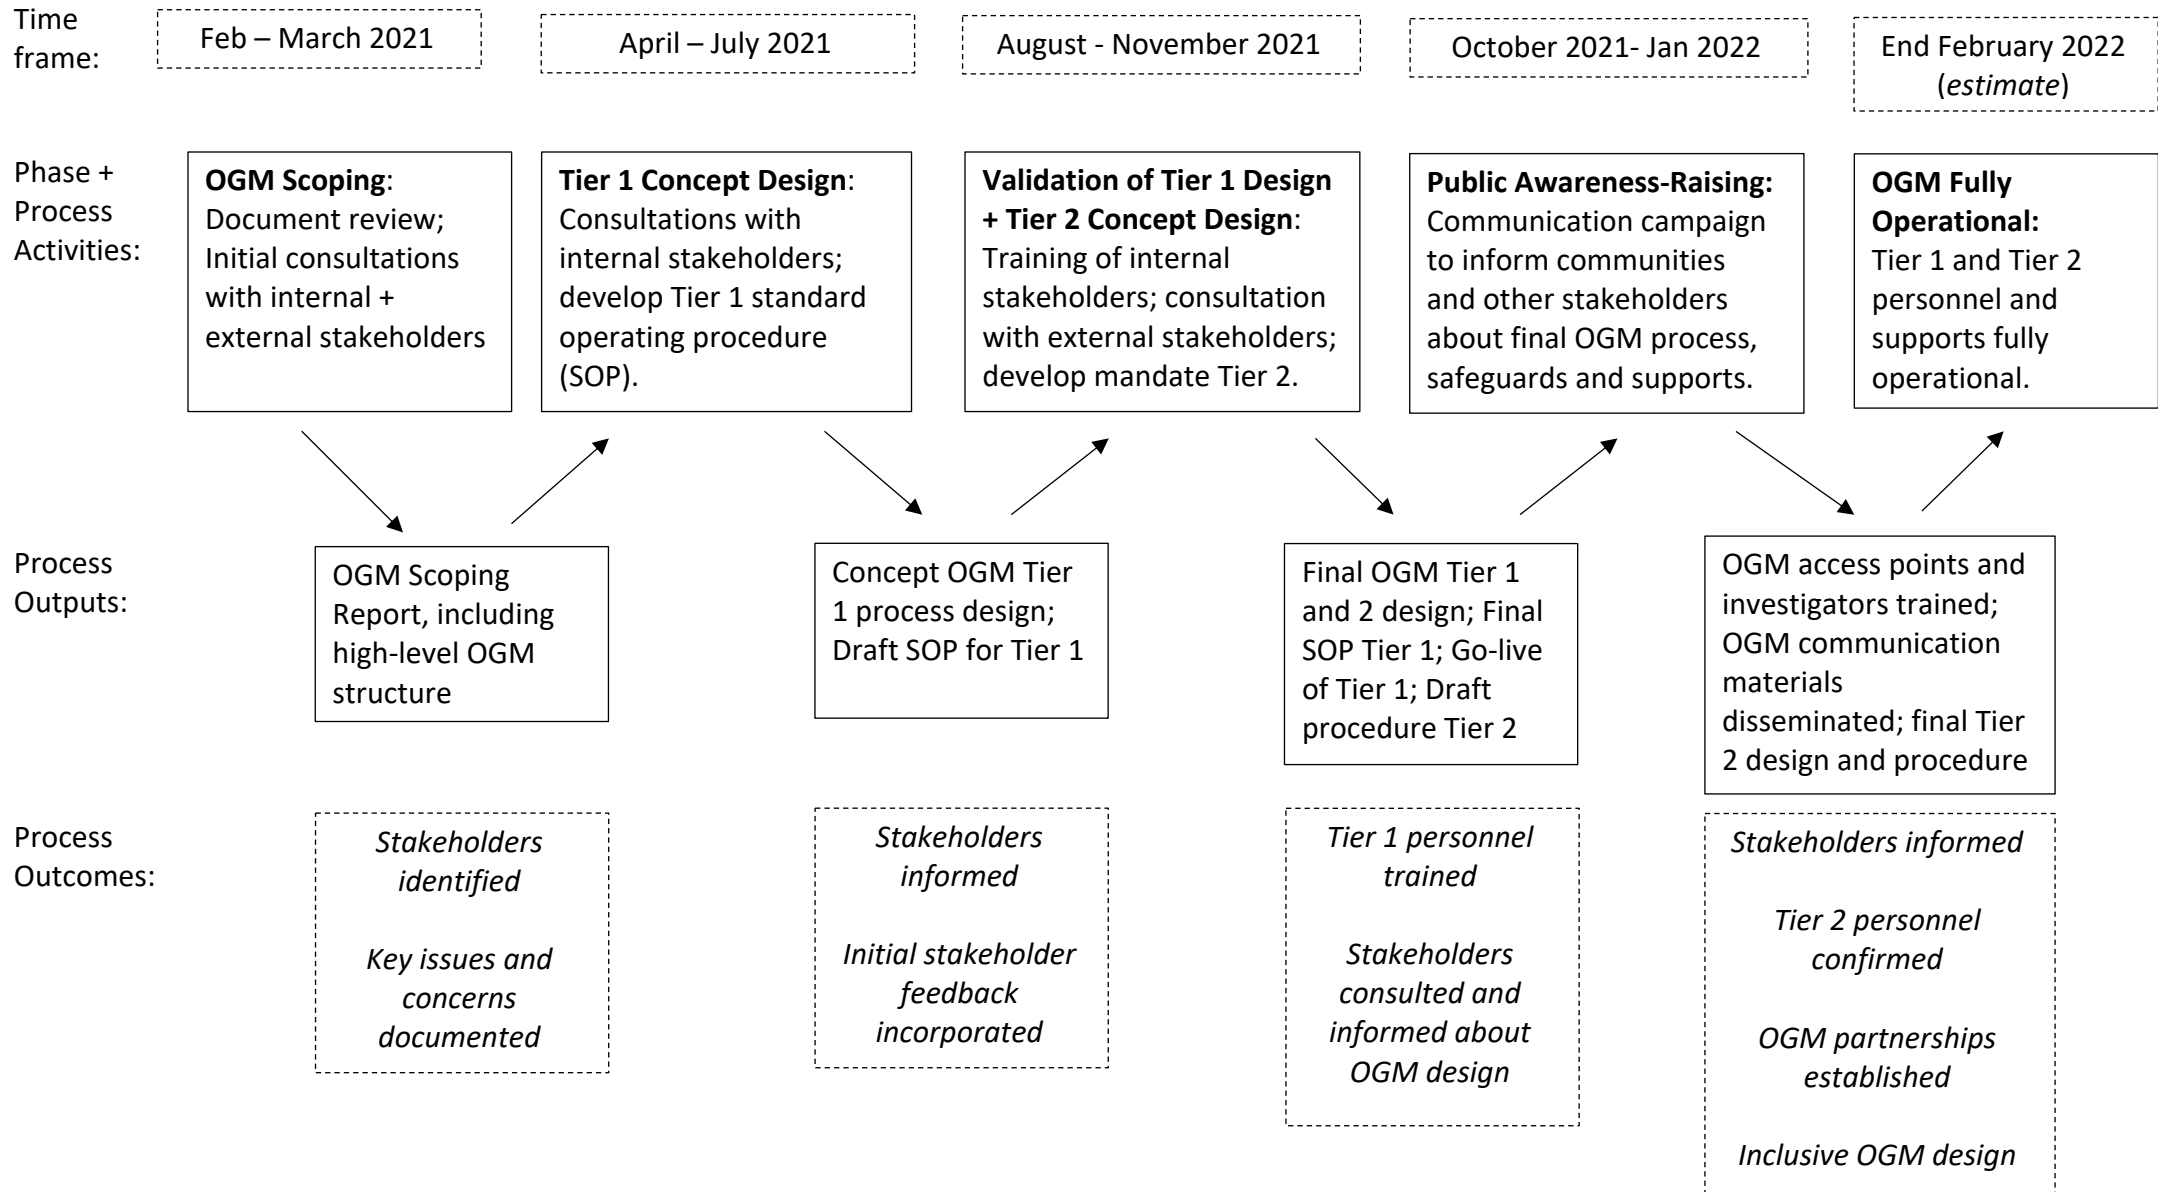 Time
frame:
Feb – March 2021
April – July 2021
August - November 2021
October 2021- Jan 2022
End February 2022
(estimate)
Phase +
Process
Activities:
OGM Scoping:
Document review;
Initial consultations
with internal +
external stakeholders
Tier 1 Concept Design:
Consultations with
internal stakeholders;
develop Tier 1 standard
operating procedure
(SOP).
Validation of Tier 1 Design
+ Tier 2 Concept Design:
Training of internal
stakeholders; consultation
with external stakeholders;
develop mandate Tier 2.
Public Awareness-Raising:
Communication campaign
to inform communities
and other stakeholders
about final OGM process,
safeguards and supports.
OGM Fully
Operational:
Tier 1 and Tier 2
personnel and
supports fully
operational.
Process
Outputs:
OGM Scoping
Report, including
high-level OGM
structure
Concept OGM Tier
1 process design;
Draft SOP for Tier 1
Final OGM Tier 1
and 2 design; Final
SOP Tier 1; Go-live
of Tier 1; Draft
procedure Tier 2
OGM access points and
investigators trained;
OGM communication
materials
disseminated; final Tier
2 design and procedure
Process
Outcomes:
Stakeholders
identified
Key issues and
concerns
documented
Stakeholders
informed
Initial stakeholder
feedback
incorporated
Tier 1 personnel
trained
Stakeholders
consulted and
informed about
OGM design
Stakeholders informed
Tier 2 personnel
confirmed
OGM partnerships
established
Inclusive OGM design